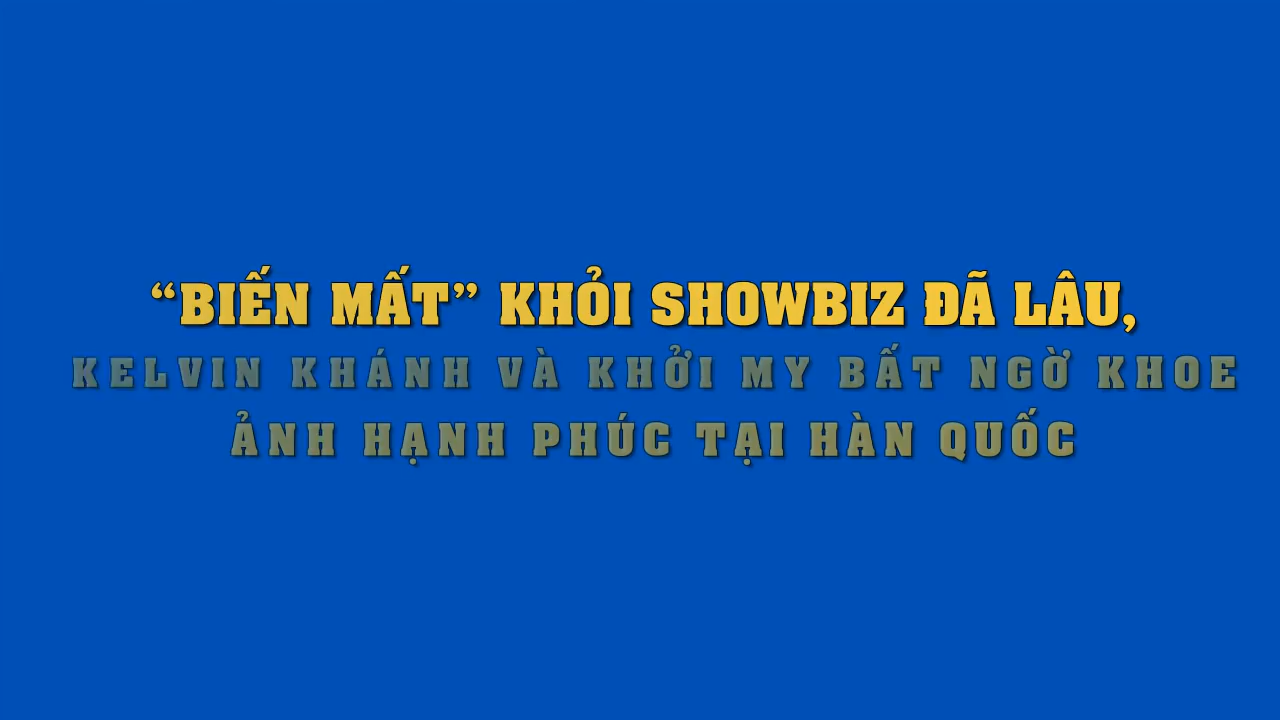 “BIẾN MẤT” KHỎI SHOWBIZ ĐÃ LÂU,
KELVIN KHÁNH VÀ KHỞI MY BẤT NGỜ KHOE
ẢNH HẠNH PHÚC TẠI HÀN QUỐC